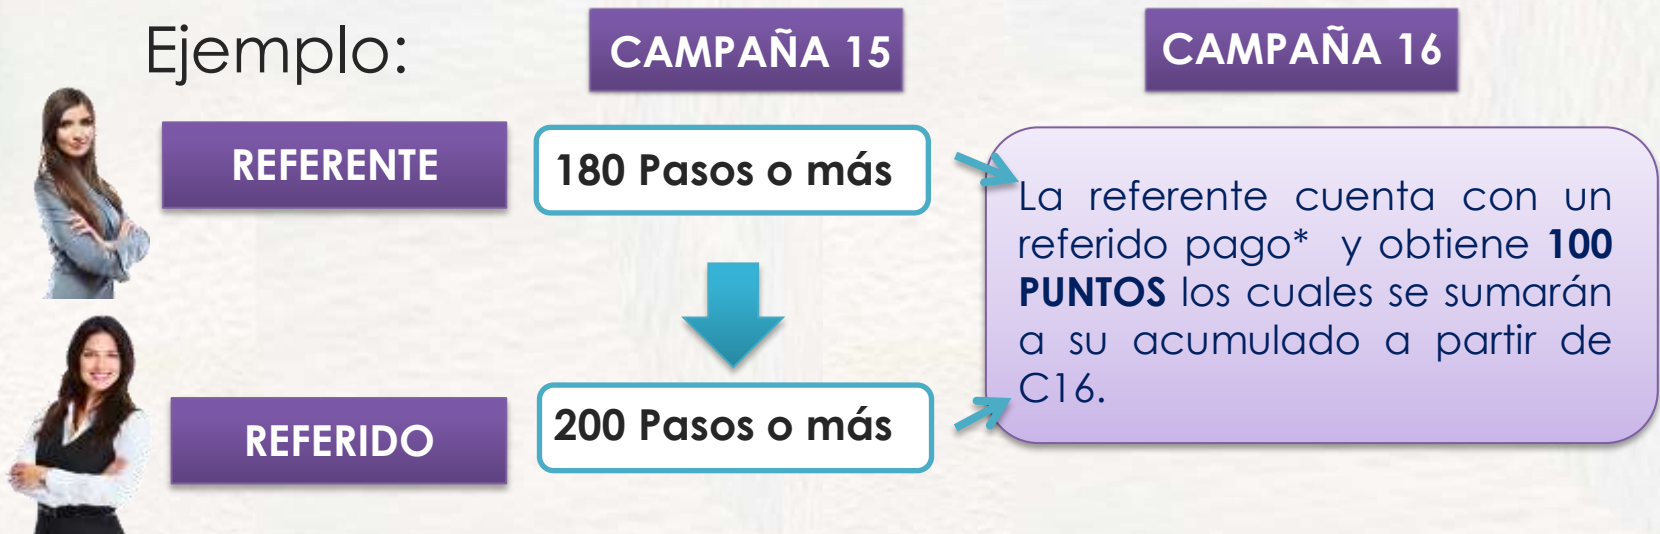 Ejemplo:
CAMPAÑA 15
CAMPAÑA 16
REFERENTE
180 Pasos o más
La referente cuenta con un
referido pago* y obtiene 100
PUNTOS los cuales se sumarán
a su acumulado a partir de
C16.
REFERIDO
200 Pasos o más